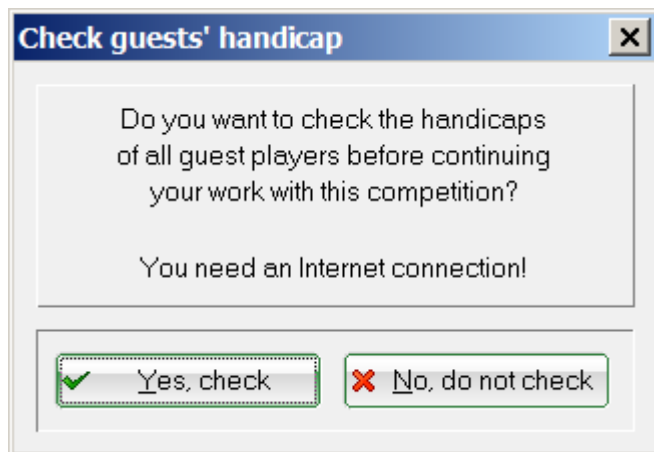 Check guests' handicap
Do you want to check the handicaps
of all guest players before continuing
your work with this competition?
You need an Internet connection!
Yes, check
No, do not check